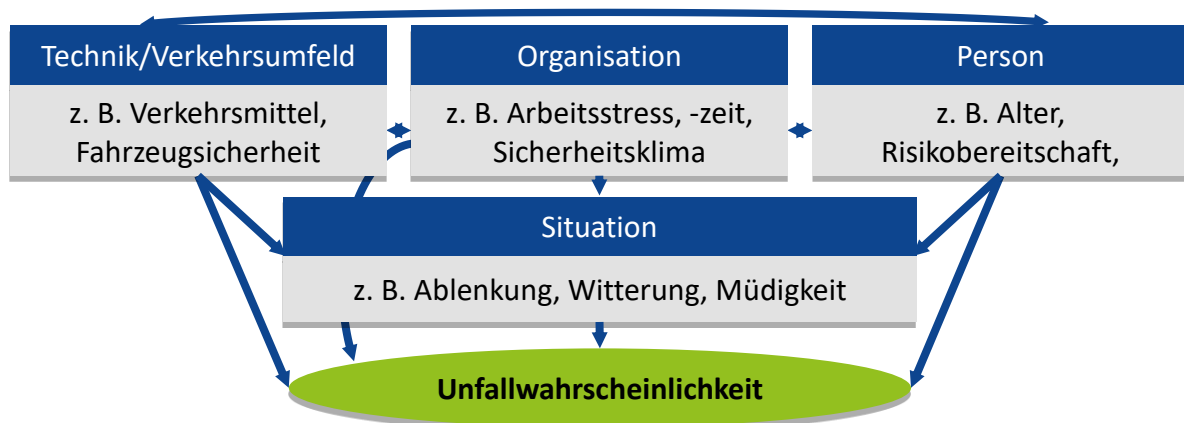 Technik/Verkehrsumfeld
z. B. Verkehrsmittel,
Fahrzeugsicherheit
Organisation
z. B. Arbeitsstress, -zeit,
Sicherheitsklima
Person
z. B. Alter,
Risikobereitschaft,
Situation
z. B. Ablenkung, Witterung, Müdigkeit
Unfallwahrscheinlichkeit